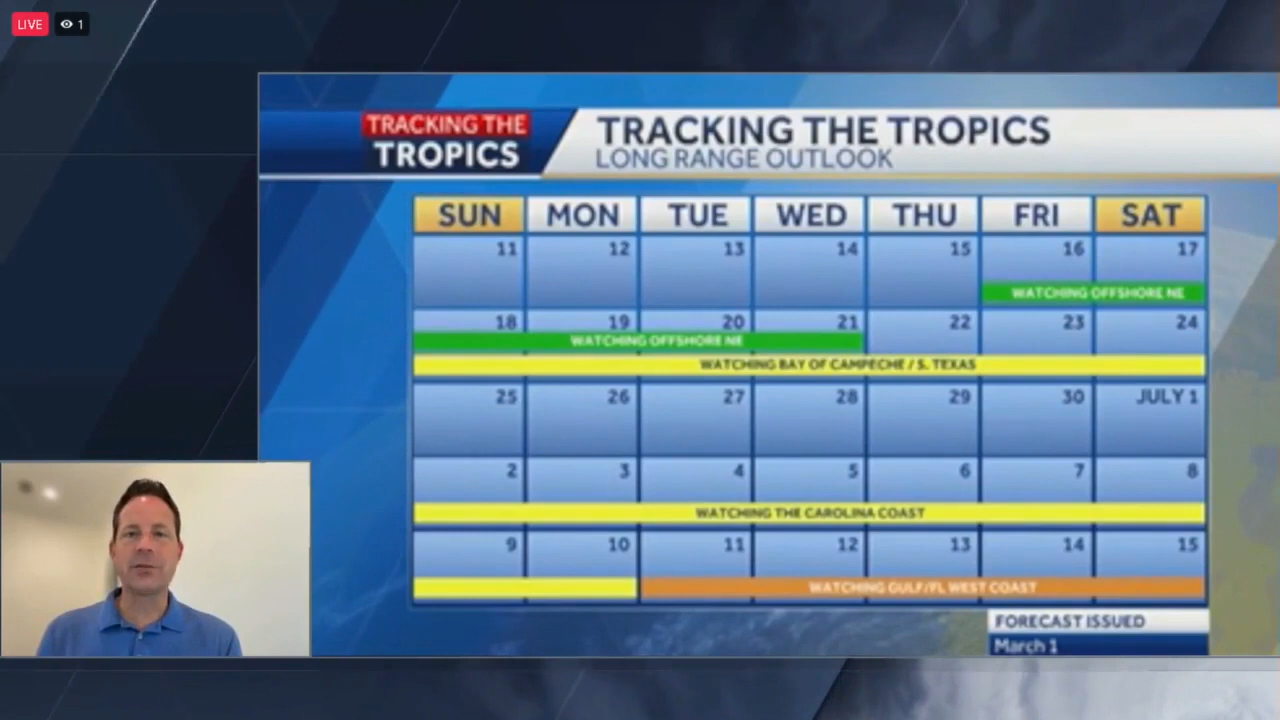 LIVE
1
TRACKING THE
TROPICS
TRACKING THE TROPICS
LONG RANGE OUTLOOK
SUN MON TUE WED THU FRI SAT
11 12 13 14 15 16 17
WATCHING OFFSHORE NE
18 19 20 21 22 23 24
WATCHING OFFSHORE NE
WATCHING BAY OF CAMPECHE / S. TEXAS
25 26 27 28 29 30 JULY 1
2 3 4 5 6 7 8
WATCHING THE CAROLINA COAST
9 10 11 12 13 14 15
WATCHING GULF/FL WEST COAST
FORECAST ISSUED
March 1